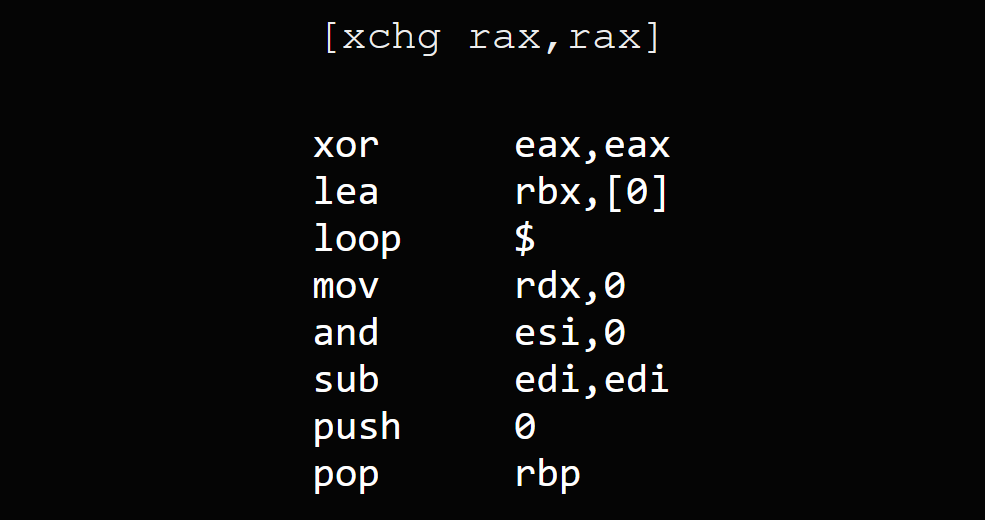 [xchg rax,rax]
xor eax,eax
lea rbx,[0]
loop $
mov rdx,0
and esi,0
sub edi,edi
push 0
pop rbp